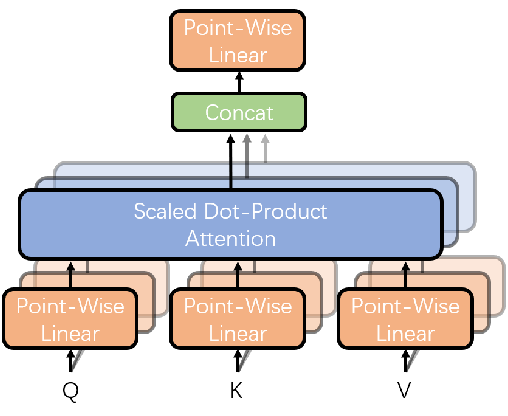 Point-Wise
Linear
Concat
Scaled Dot-Product
Attention
Point-Wise
Linear
Point-Wise
Linear
Point-Wise
Linear
Q
K
V